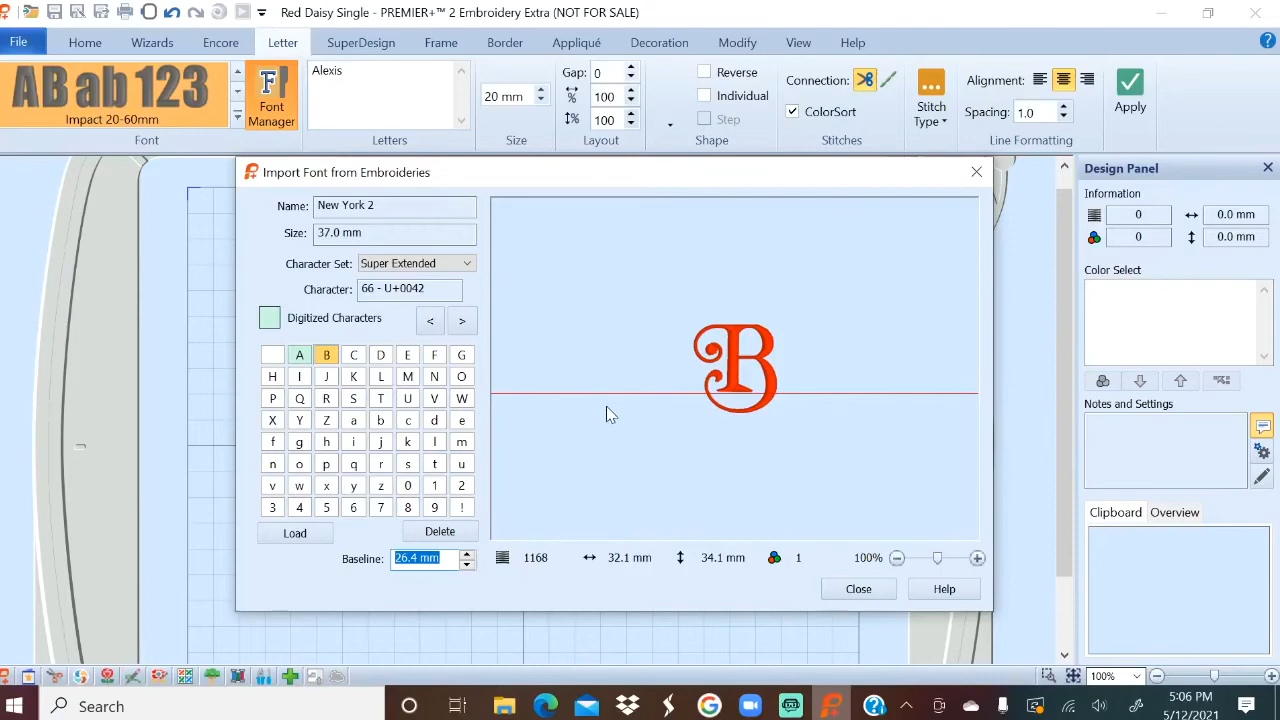 Red Daisy Single - PREMIER+™ 2 Embroidery Extra (NOT FOR SALE)
File Home Wizards Encore Letter SuperDesign Frame Border Appliqué Decoration Modify View Help
AB ab 123
Impact 20-60mm
Font
Font
Manager
Alexis
Letters
20 mm
Size
Gap: 0
100
100
Layout
Reverse
Individual
Step
Shape
Connection:
ColorSort
Stitches
Stitch
Type
Alignment:
Spacing: 1.0
Line Formatting
Apply
Import Font from Embroideries
Name: New York 2
Size: 37.0 mm
Character Set: Super Extended
Character: 66 - U+0042
Digitized Characters < >
A B C D E F G
H I J K L M N O
P Q R S T U V W
X Y Z a b c d e
f g h i j k l m
n o p q r s t u
v w x y z 0 1 2
3 4 5 6 7 8 9 !
Load Delete
Baseline: 26.4 mm
B
1168 32.1 mm 34.1 mm 1 100%
Close Help
Design Panel
Information
0 0.0 mm
0 0.0 mm
Color Select
Notes and Settings
Clipboard Overview
100%
Search
5:06 PM
5/12/2021